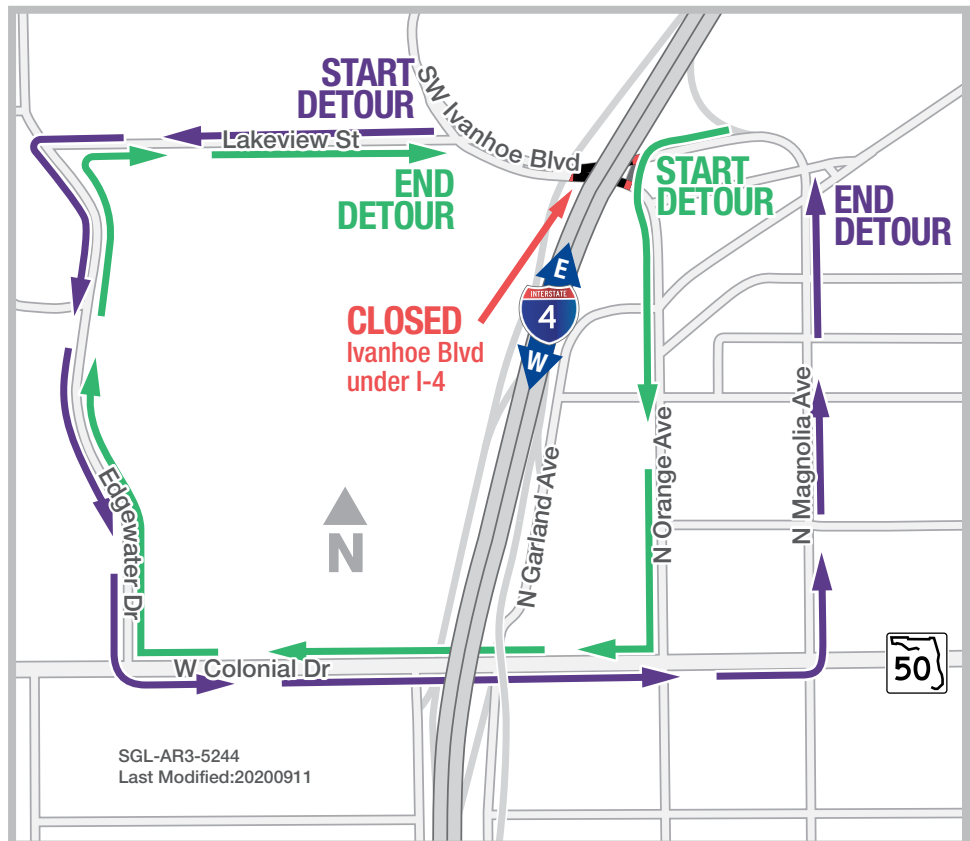 START
DETOUR
SW Ivanhoe Blvd
Lakeview St
END
DETOUR
START
DETOUR
END
DETOUR
E
INTERSTATE
4
W
CLOSED
Ivanhoe Blvd
under I-4
N Garland Ave
N Orange Ave
N Magnolia Ave
Edgewater Dr
N
W Colonial Dr
50
SGL-AR3-5244
Last Modified:20200911